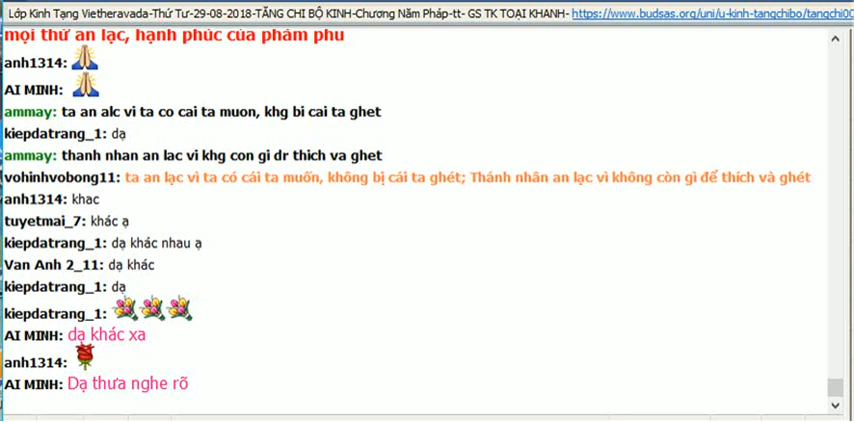 Lớp Kinh Tạng Vietheravada-Thứ Tư-29-08-2018-TĂNG CHI BỘ KINH-Chương Năm Pháp-tt- GS TK TOẠI KHANH- https://www.budsas.org/uni/u-kinh-tangchibo/tangchi00
mọi thứ an lạc, hạnh phúc của phàm phu
anh1314:
AI MINH:
ammay: ta an alc vi ta co cai ta muon, khg bi cai ta ghet
kiepdatrang_1: dạ
ammay: thanh nhan an lac vi khg con gi dr thich va ghet
vohinhvobong11: ta an lạc vì ta có cái ta muốn, không bị cái ta ghét; Thánh nhân an lạc vì không còn gì để thích và ghét
anh1314: khac
tuyetmai_7: khác ạ
kiepdatrang_1: dạ khác nhau ạ
Van Anh 2_11: dạ khác
kiepdatrang_1: dạ
kiepdatrang_1:
AI MINH: dạ khác xa
anh1314:
AI MINH: Dạ thưa nghe rõ